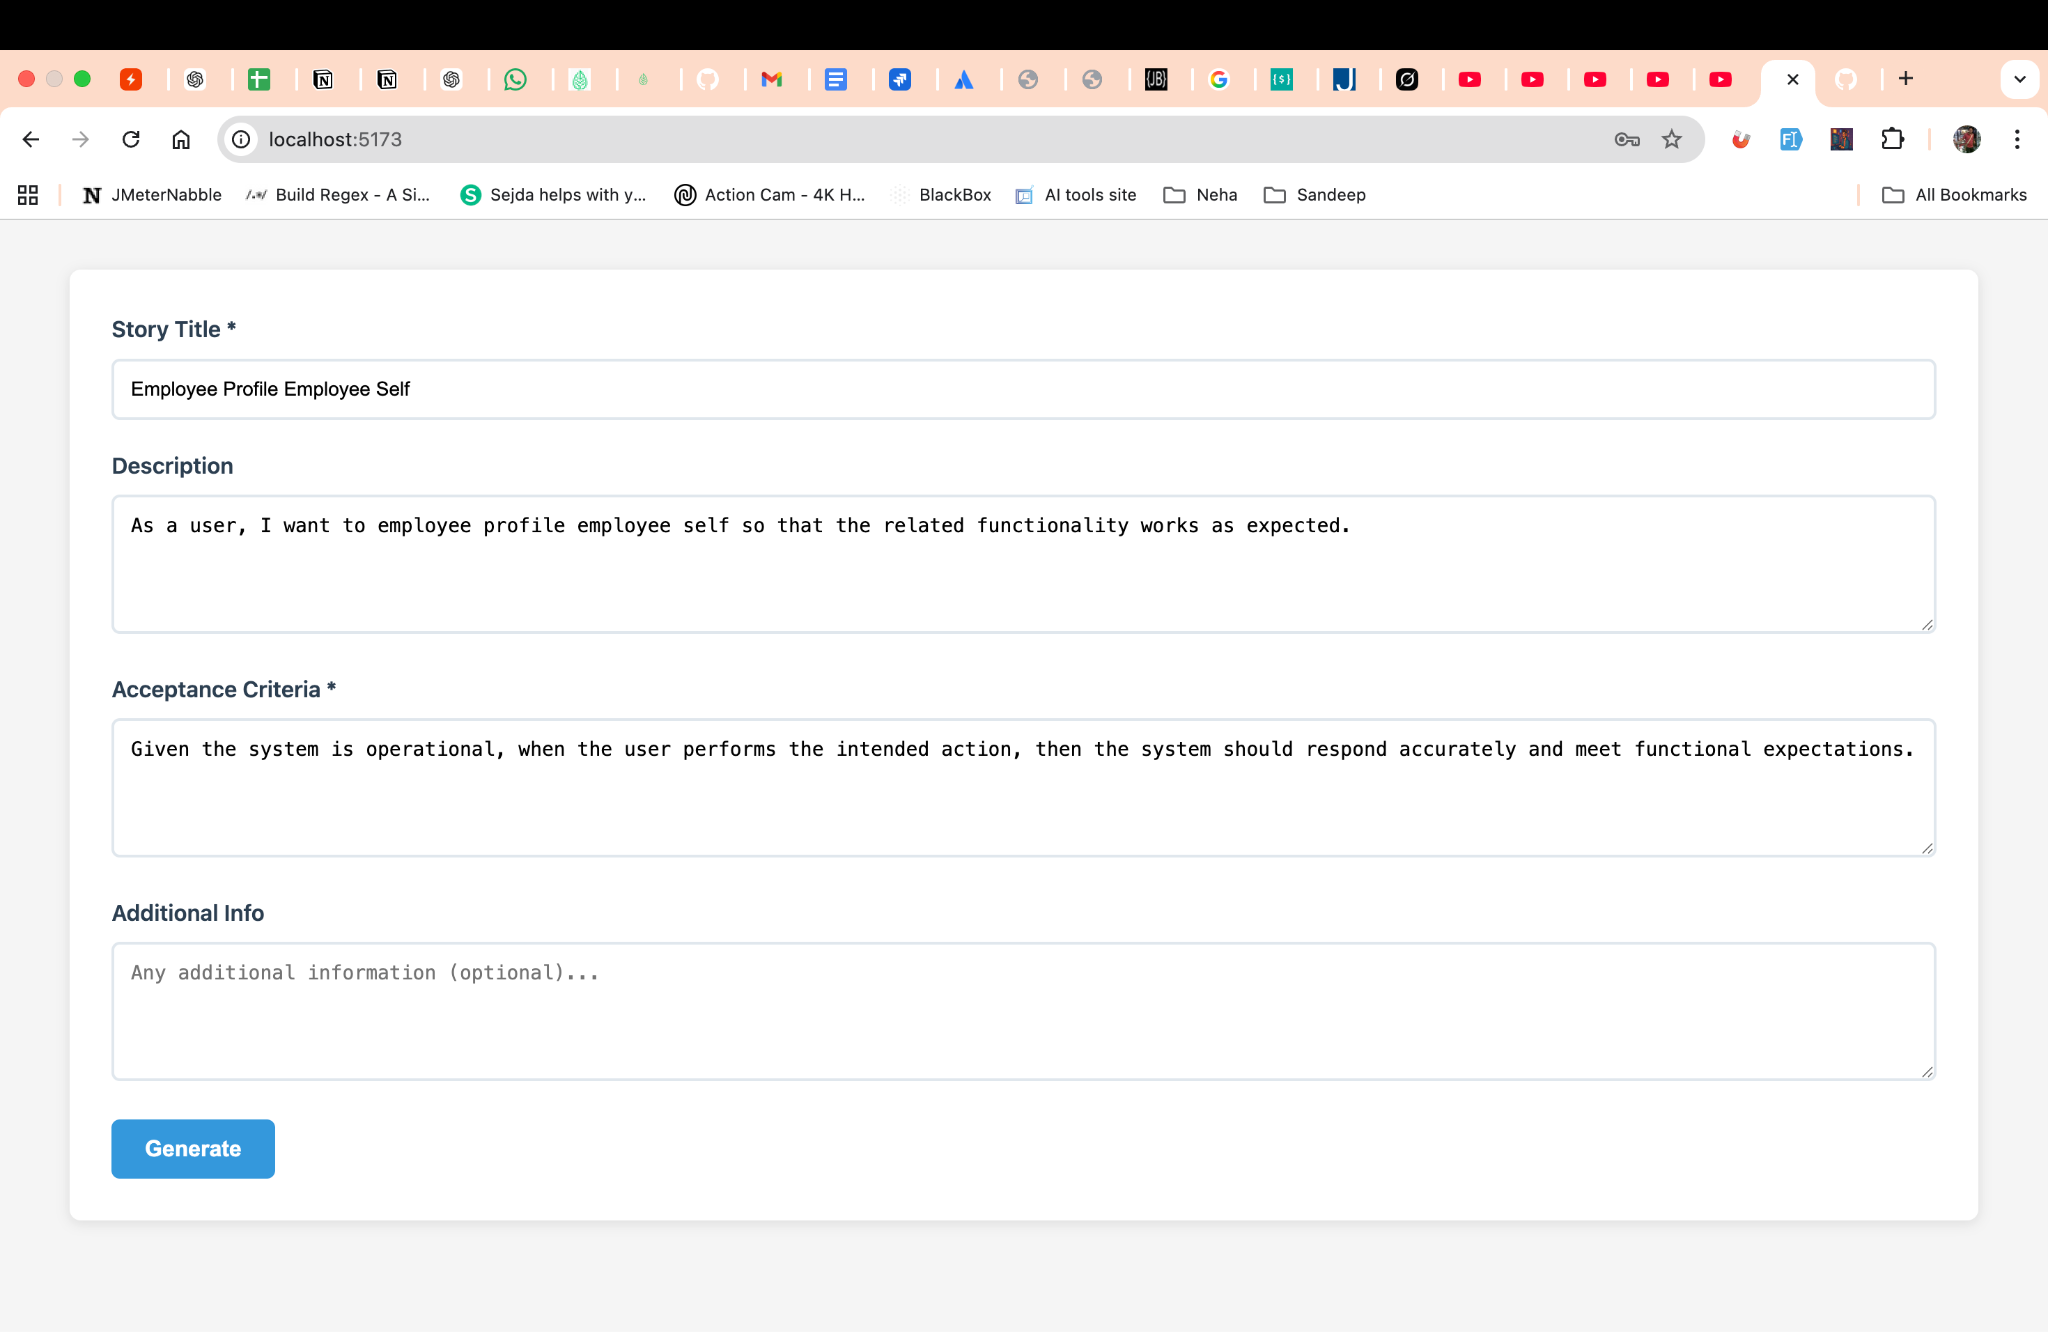 localhost:5173
JMeterNabble
Build Regex - A Si...
Sejda helps with y...
Action Cam - 4K H...
BlackBox
AI tools site
Neha
Sandeep
All Bookmarks
Story Title *
Employee Profile Employee Self
Description
As a user, I want to employee profile employee self so that the related functionality works as expected.
Acceptance Criteria *
Given the system is operational, when the user performs the intended action, then the system should respond accurately and meet functional expectations.
Additional Info
Any additional information (optional)...
Generate